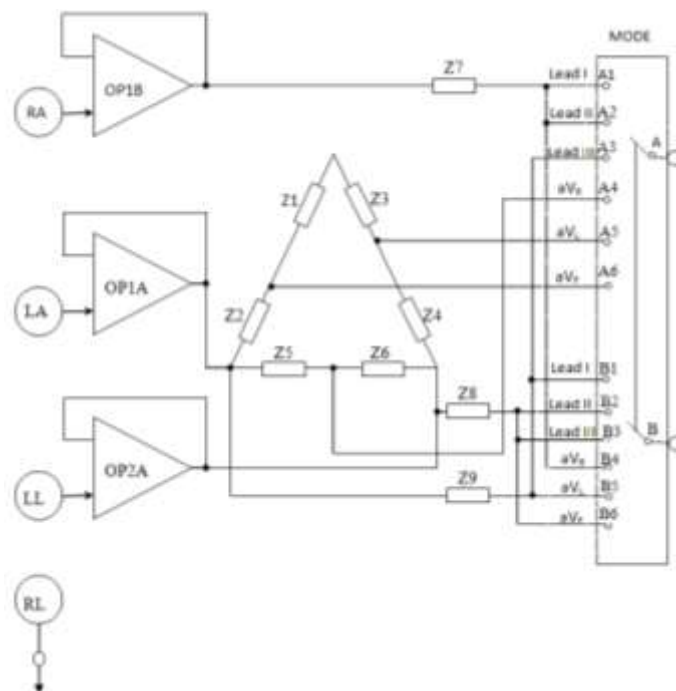 MODE
RA
OP1B
Z7
Lead I A1
Lead II A2
Lead III A3
A
aVR A4
aVL A5
aVF A6
Z1
Z3
LA
OP1A
Z2
Z4
Z5
Z6
Lead I B1
Z8
Lead II B2
Lead III B3
B
aVR B4
LL
OP2A
Z9
aVL B5
aVF B6
RL